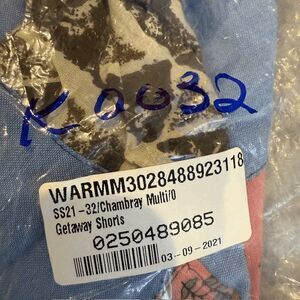 K0032
WARMM3028488923118
SS21-32/Chambray Multi/0
Getaway Shorts
0250489085
03-09-2021